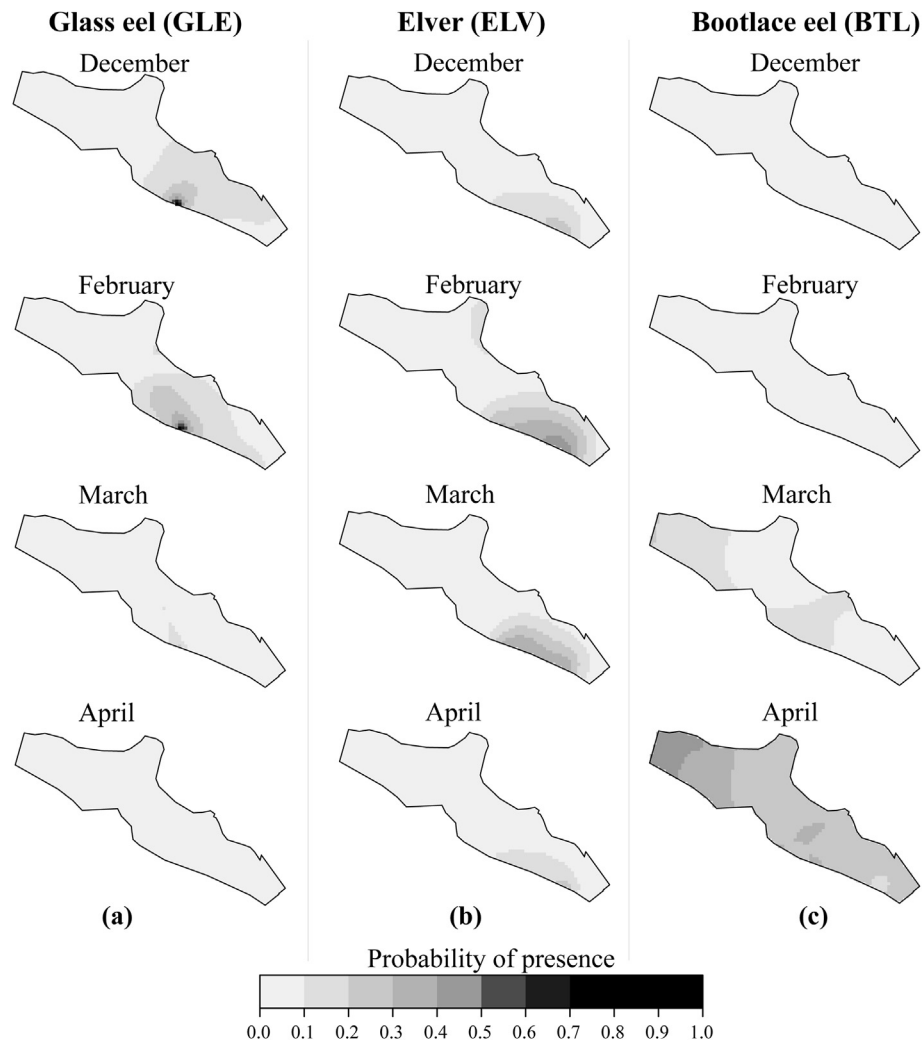 Glass eel (GLE) Elver (ELV) Bootlace eel (BTL)
December December December
February February February
March March March
April April April
(a) (b) (c)
Probability of presence
0.0 0.1 0.2 0.3 0.4 0.5 0.6 0.7 0.8 0.9 1.0